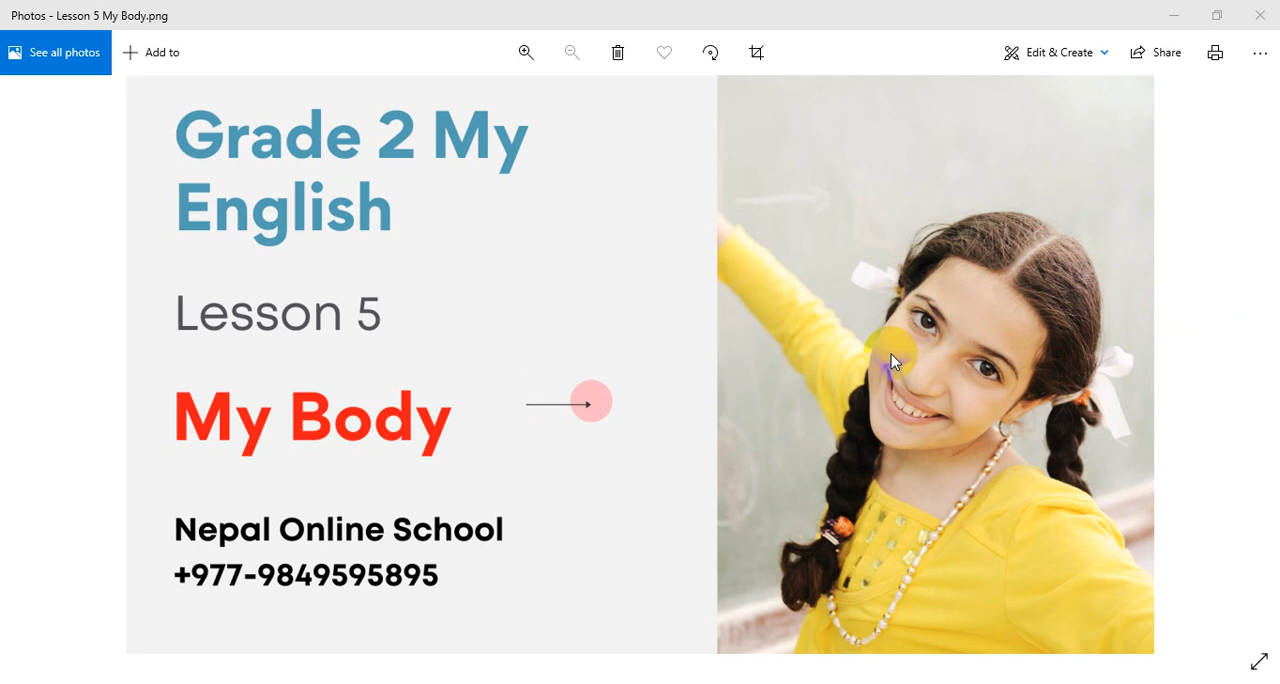 Photos - Lesson 5 My Body.png
See all photos
Add to
Edit & Create
Share
Grade 2 My
English
Lesson 5
My Body
Nepal Online School
+977-9849595895